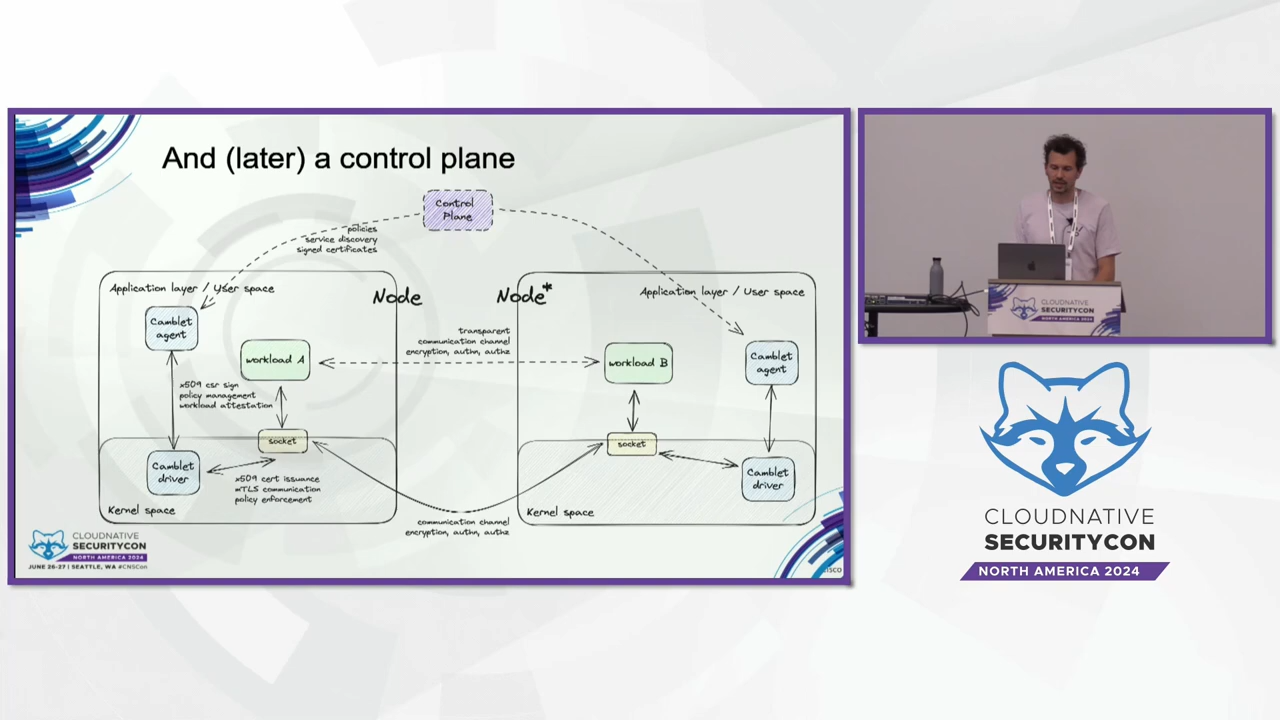 And (later) a control plane
Control
Plane
policies
service discovery
signed certificates
Application layer / User space
Node
Node*
Application layer / User space
Camblet
agent
workload A
transparent
communication channel
encryption, authn, authz
workload B
Camblet
agent
x509 csr sign
policy management
workload attestation
socket
socket
Camblet
driver
x509 cert issuance
mTLS communication
policy enforcement
Camblet
driver
Kernel space
Kernel space
communication channel
encryption, authn, authz
CLOUDNATIVE
SECURITYCON
NORTH AMERICA 2024
JUNE 26-27 | SEATTLE, WA #CNSCon
CLOUDNATIVE
SECURITYCON
NORTH AMERICA 2024
CLOUDNATIVE
SECURITYCON
NORTH AMERICA 2024